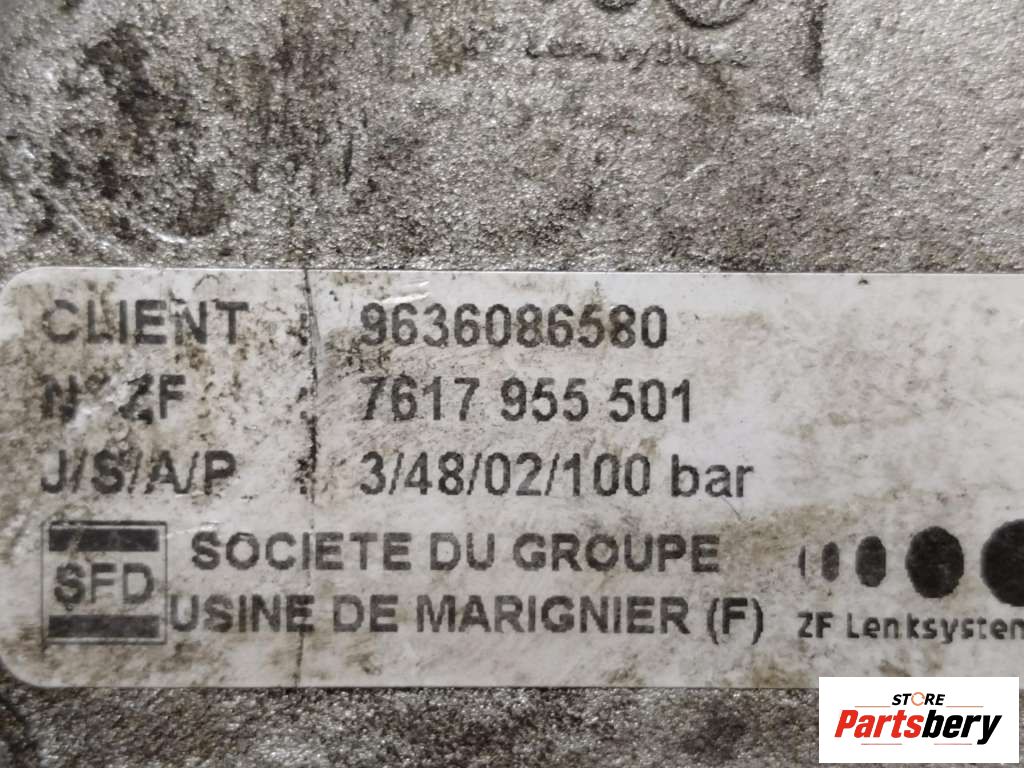 CLIENT : 9636086580
N° ZF : 7617 955 501
J/S/A/P : 3/48/02/100 bar
SFD
SOCIETE DU GROUPE
USINE DE MARIGNIER (F)
ZF Lenksystem
STORE
Partsbery